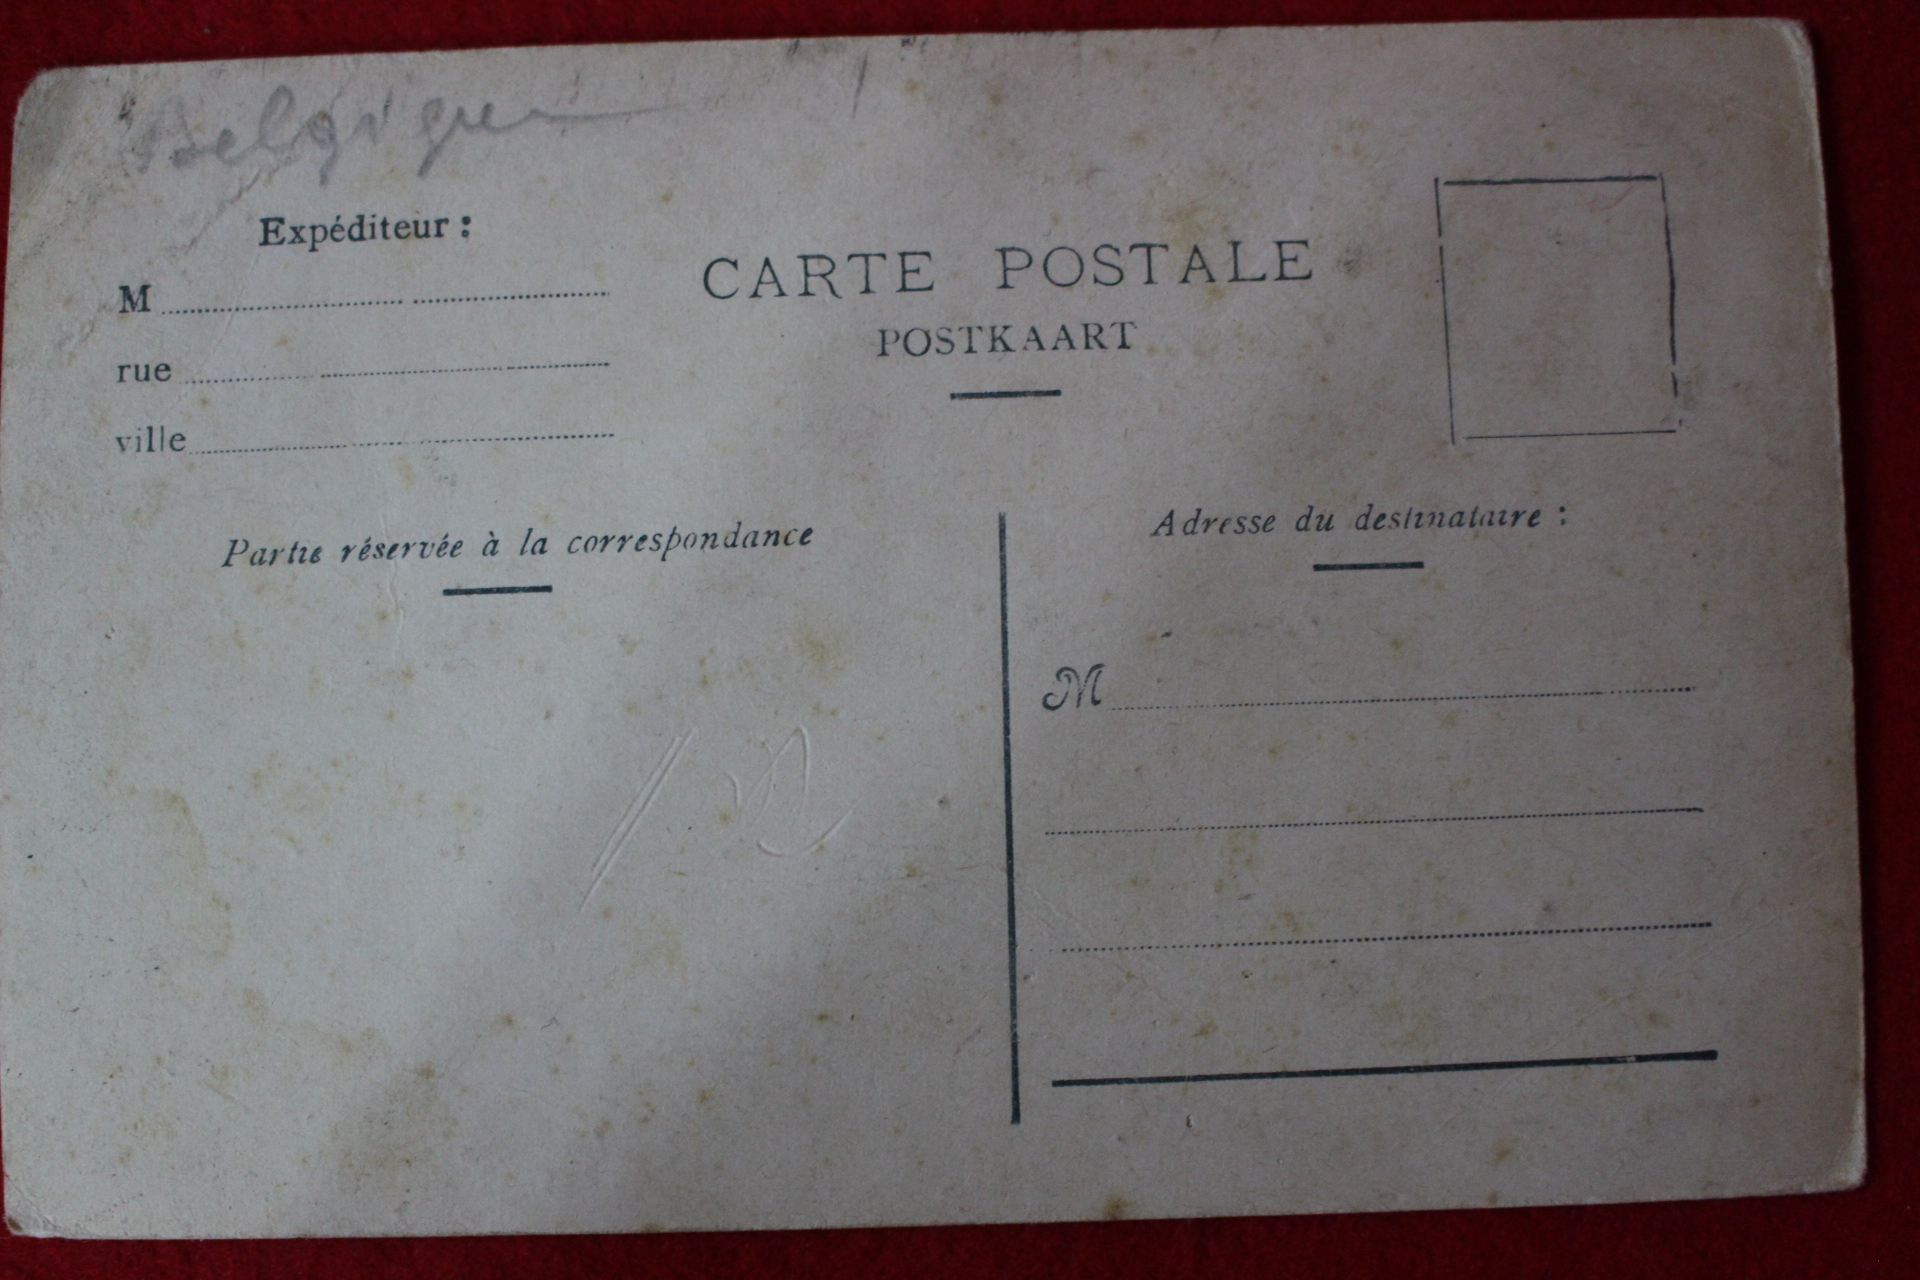 Belgique
Expéditeur :
M
rue
ville
CARTE POSTALE
POSTKAART
Partie réservée à la correspondance
Adresse du destinataire :
M